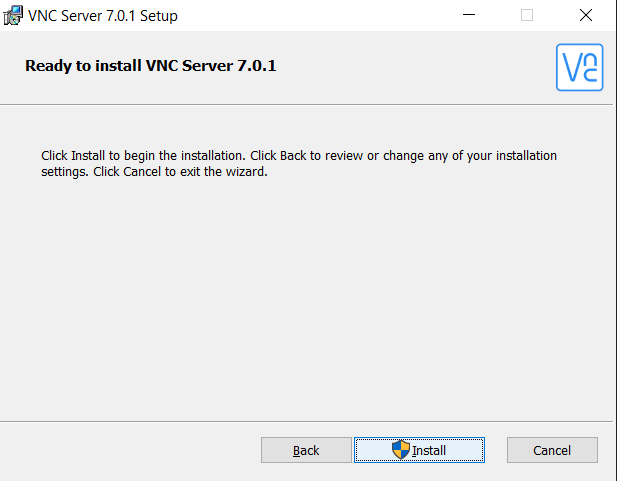 VNC Server 7.0.1 Setup
Ready to install VNC Server 7.0.1
VNC
Click Install to begin the installation. Click Back to review or change any of your installation
settings. Click Cancel to exit the wizard.
Back
Install
Cancel